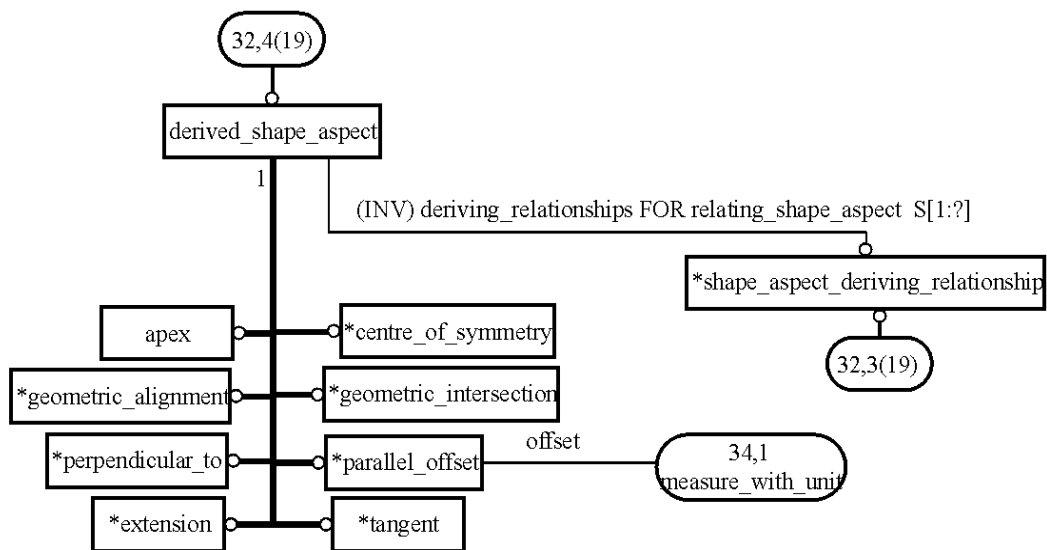 32,4(19)
derived_shape_aspect
1
(INV) deriving_relationships FOR relating_shape_aspect S[1:?]
*shape_aspect_deriving_relationship
apex
*centre_of_symmetry
32,3(19)
*geometric_alignment
*geometric_intersection
*perpendicular_to
*parallel_offset
offset
34,1
measure_with_unit
*extension
*tangent